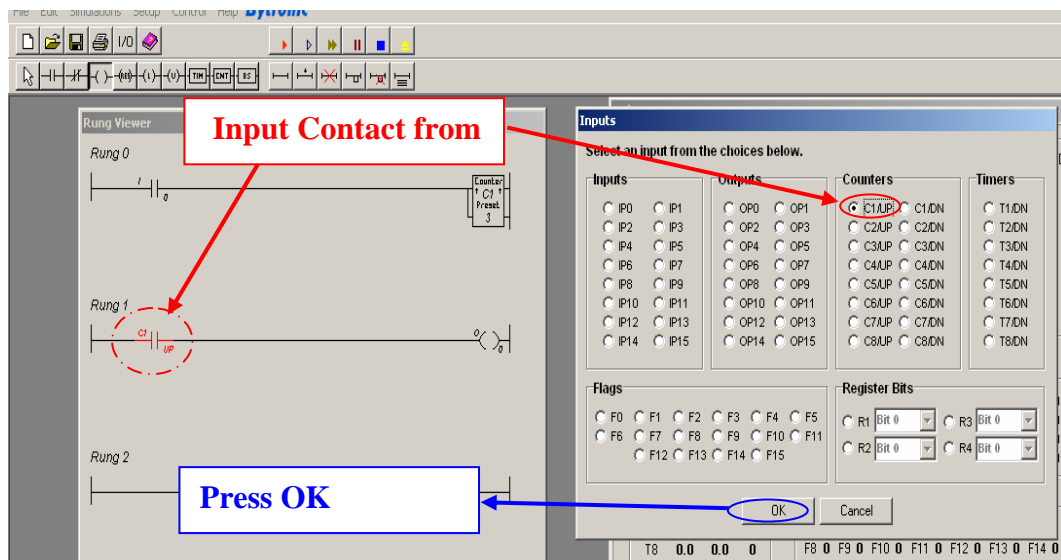 File Edit Simulations Setup Control Help Bytronic
I/O
(RES) (L) (U) TIM CNT BS
Rung Viewer
Input Contact from
Rung 0
I 0
Counter
↑ C1 ↑
Preset
3
Rung 1
C1 UP
O 0
Rung 2
Press OK
Inputs
Select an input from the choices below.
Inputs Outputs Counters Timers
IP0 IP1 OP0 OP1 C1/UP C1/DN T1/DN
IP2 IP3 OP2 OP3 C2/UP C2/DN T2/DN
IP4 IP5 OP4 OP5 C3/UP C3/DN T3/DN
IP6 IP7 OP6 OP7 C4/UP C4/DN T4/DN
IP8 IP9 OP8 OP9 C5/UP C5/DN T5/DN
IP10 IP11 OP10 OP11 C6/UP C6/DN T6/DN
IP12 IP13 OP12 OP13 C7/UP C7/DN T7/DN
IP14 IP15 OP14 OP15 C8/UP C8/DN T8/DN
Flags Register Bits
F0 F1 F2 F3 F4 F5
R1 Bit 0 R3 Bit 0
F6 F7 F8 F9 F10 F11
R2 Bit 0 R4 Bit 0
F12 F13 F14 F15
OK Cancel
T8 0.0 0.0 0 F8 0 F9 0 F10 0 F11 0 F12 0 F13 0 F14 0